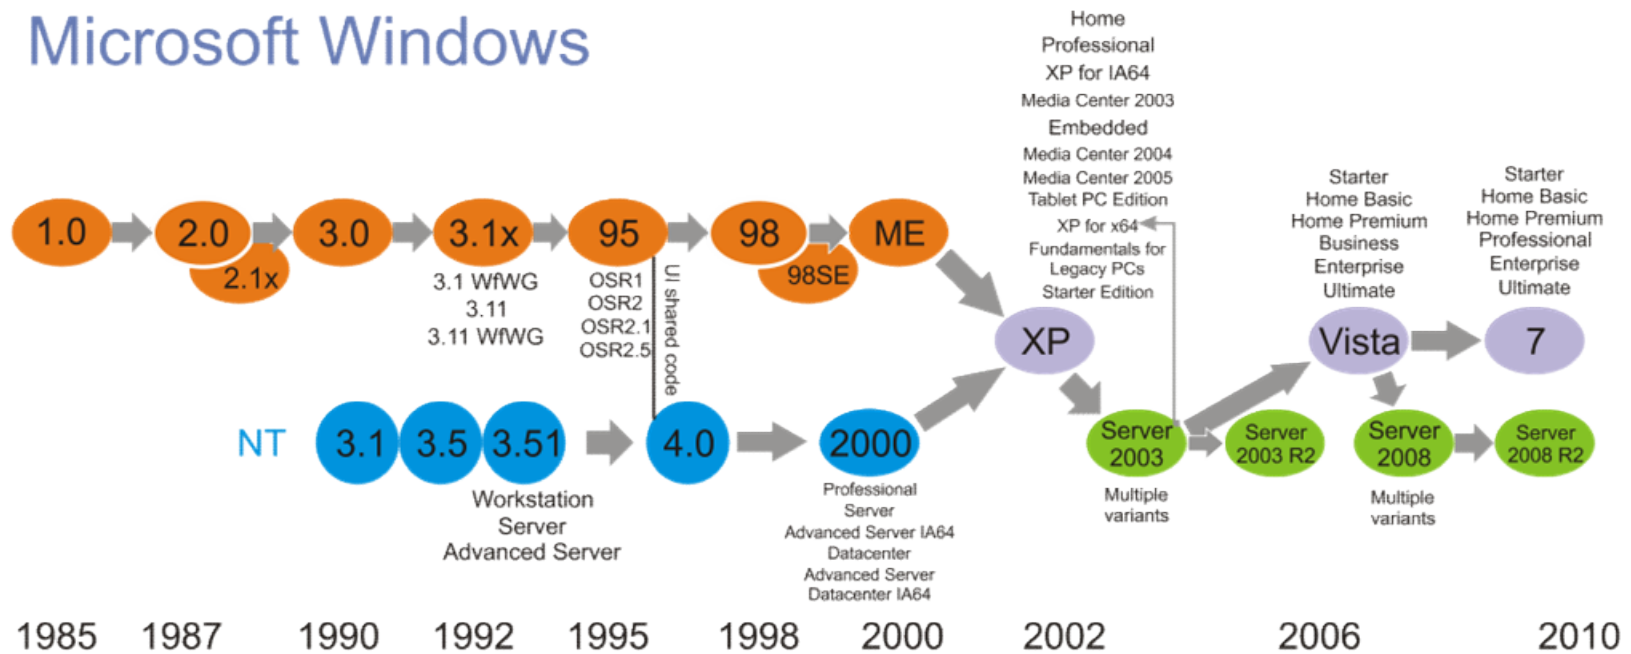 Microsoft Windows
Home
Professional
XP for IA64
Media Center 2003
Embedded
Media Center 2004
Media Center 2005
Tablet PC Edition
XP for x64
Fundamentals for
Legacy PCs
Starter Edition
Starter
Home Basic
Home Premium
Business
Enterprise
Ultimate
Starter
Home Basic
Home Premium
Professional
Enterprise
Ultimate
1.0
2.0
2.1x
3.0
3.1x
3.1 WfWG
3.11
3.11 WfWG
95
OSR1
OSR2
OSR2.1
OSR2.5
UI shared code
98
98SE
ME
XP
Vista
7
NT
3.1
3.5
3.51
Workstation
Server
Advanced Server
4.0
2000
Professional
Server
Advanced Server IA64
Datacenter
Advanced Server
Datacenter IA64
Server
2003
Multiple
variants
Server
2003 R2
Server
2008
Multiple
variants
Server
2008 R2
1985 1987 1990 1992 1995 1998 2000 2002 2006 2010